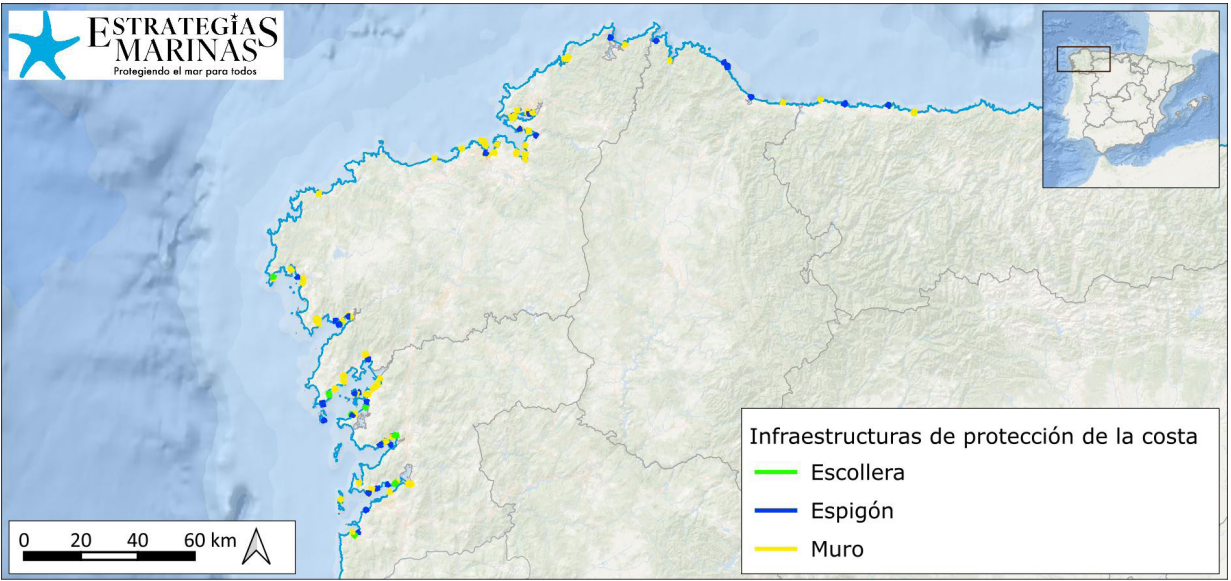 ESTRATEGIAS
MARINAS
Protegiendo el mar para todos
Infraestructuras de protección de la costa
Escollera
Espigón
Muro
0 20 40 60 km